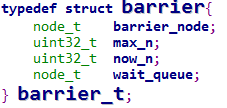 typedef struct barrier{
    node_t    barrier_node;
    uint32_t  max_n;
    uint32_t  now_n;
    node_t    wait_queue;
} barrier_t;